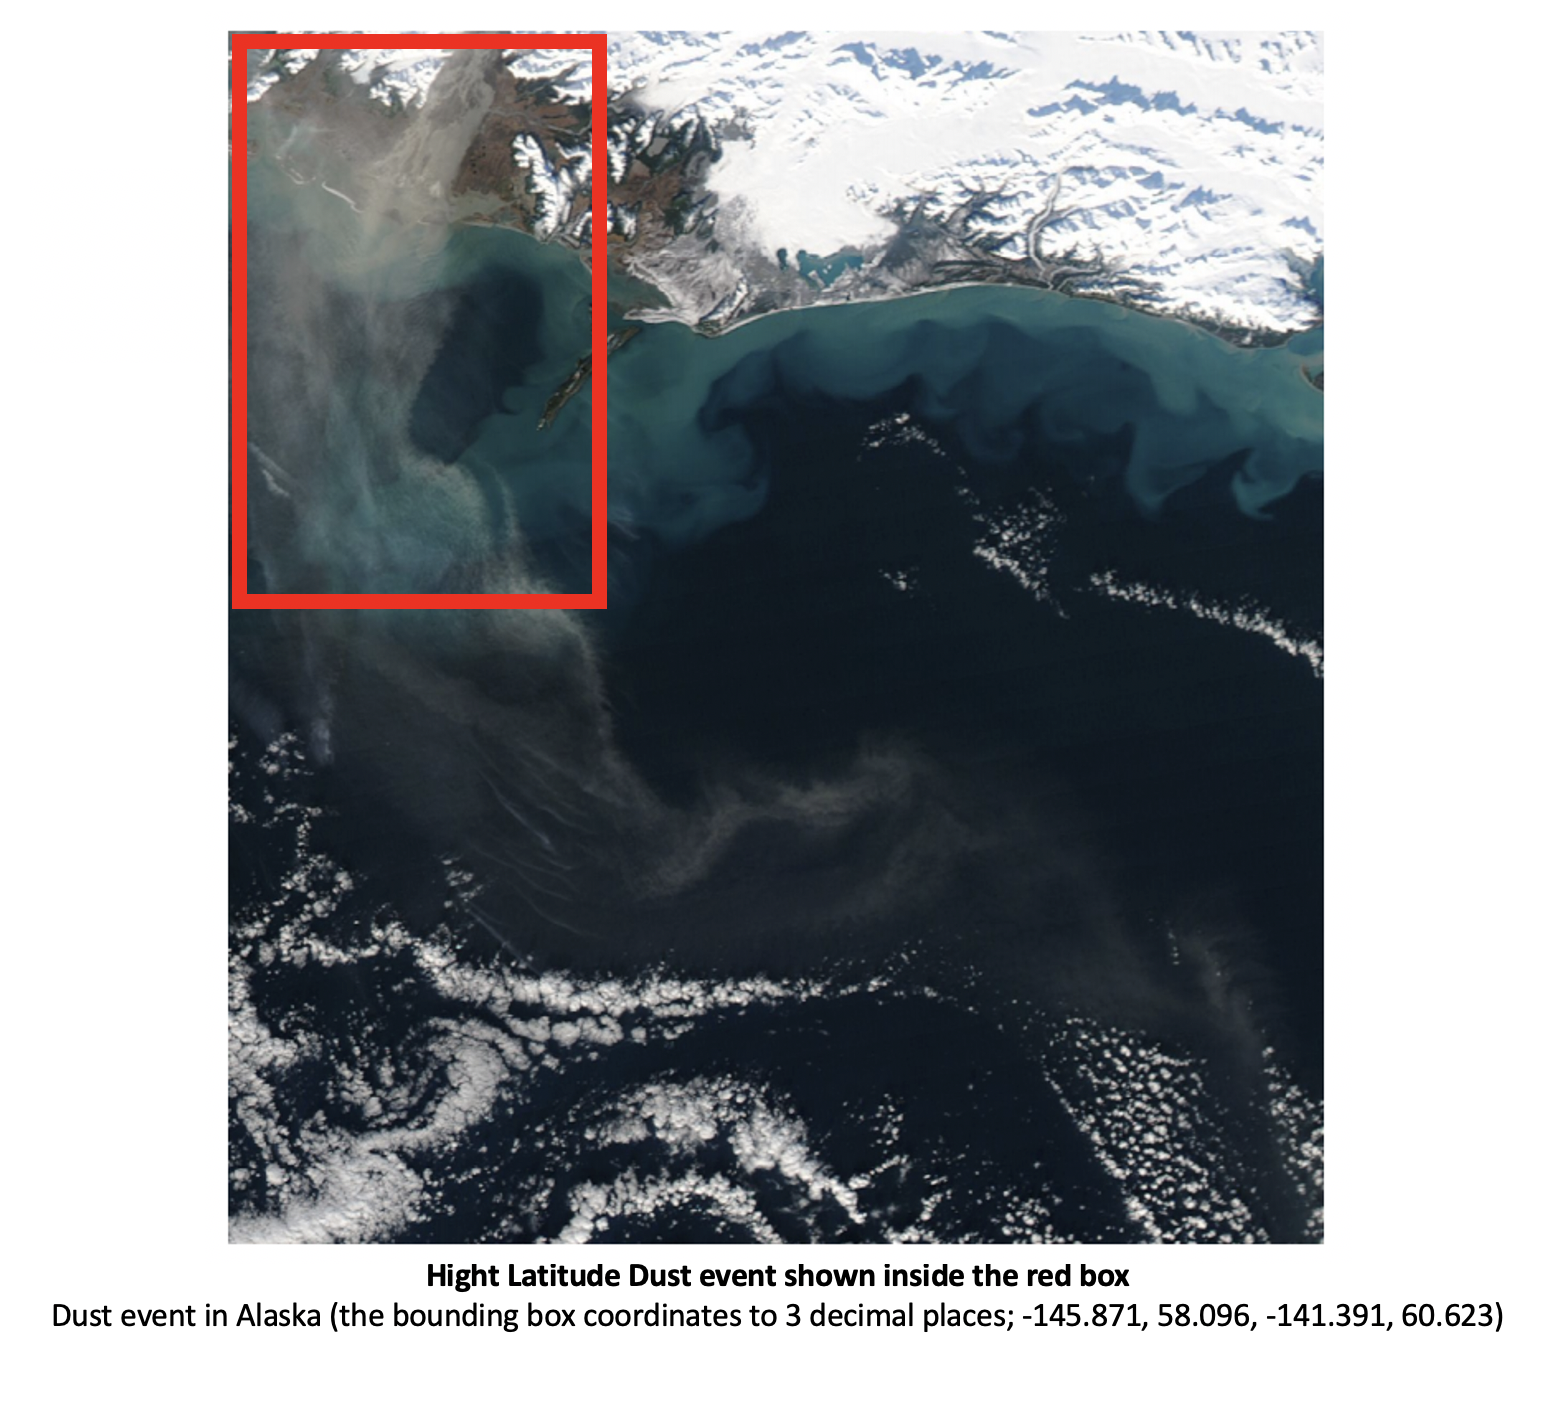 Hight Latitude Dust event shown inside the red box
Dust event in Alaska (the bounding box coordinates to 3 decimal places; -145.871, 58.096, -141.391, 60.623)